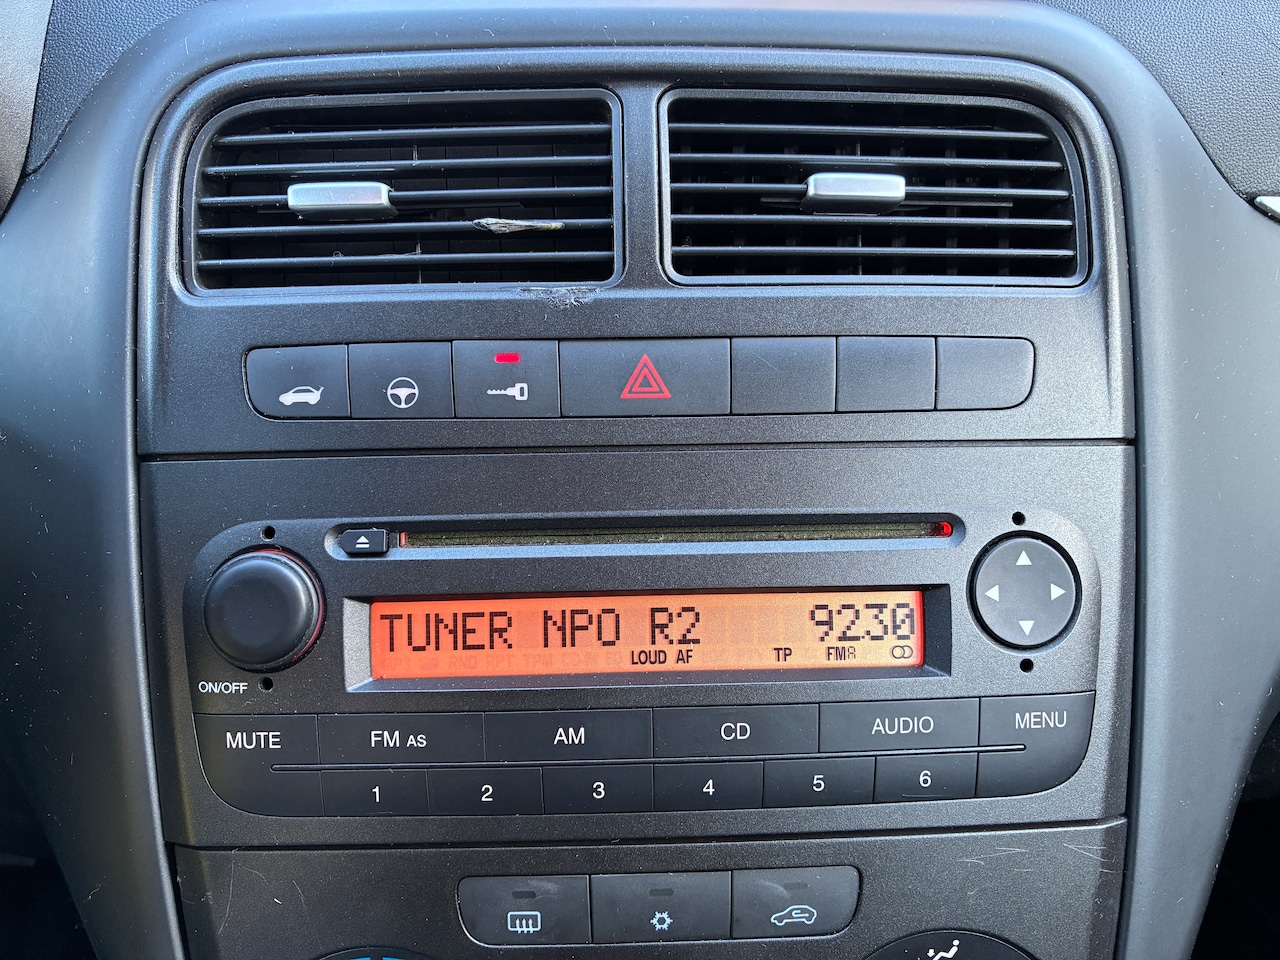 TUNER NPO R2 9230
LOUD AF TP FMA
ON/OFF
MUTE FM AS AM CD AUDIO MENU
1 2 3 4 5 6